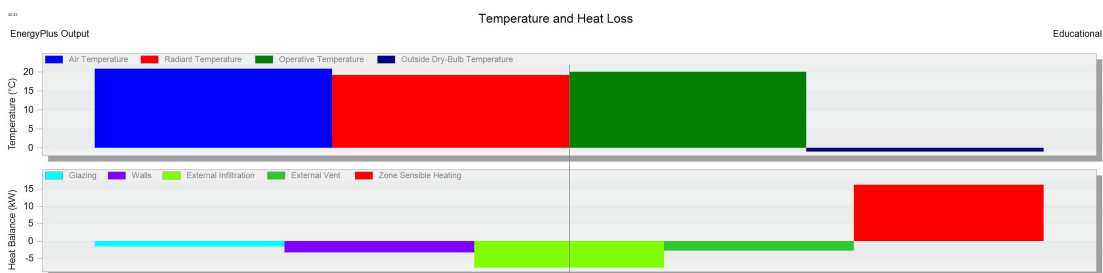 Temperature and Heat Loss
EnergyPlus Output
Educational
Air Temperature
Radiant Temperature
Operative Temperature
Outside Dry-Bulb Temperature
Temperature (°C)
20
15
10
5
0
Glazing
Walls
External Infiltration
External Vent.
Zone Sensible Heating
Heat Balance (kW)
15
10
5
0
-5